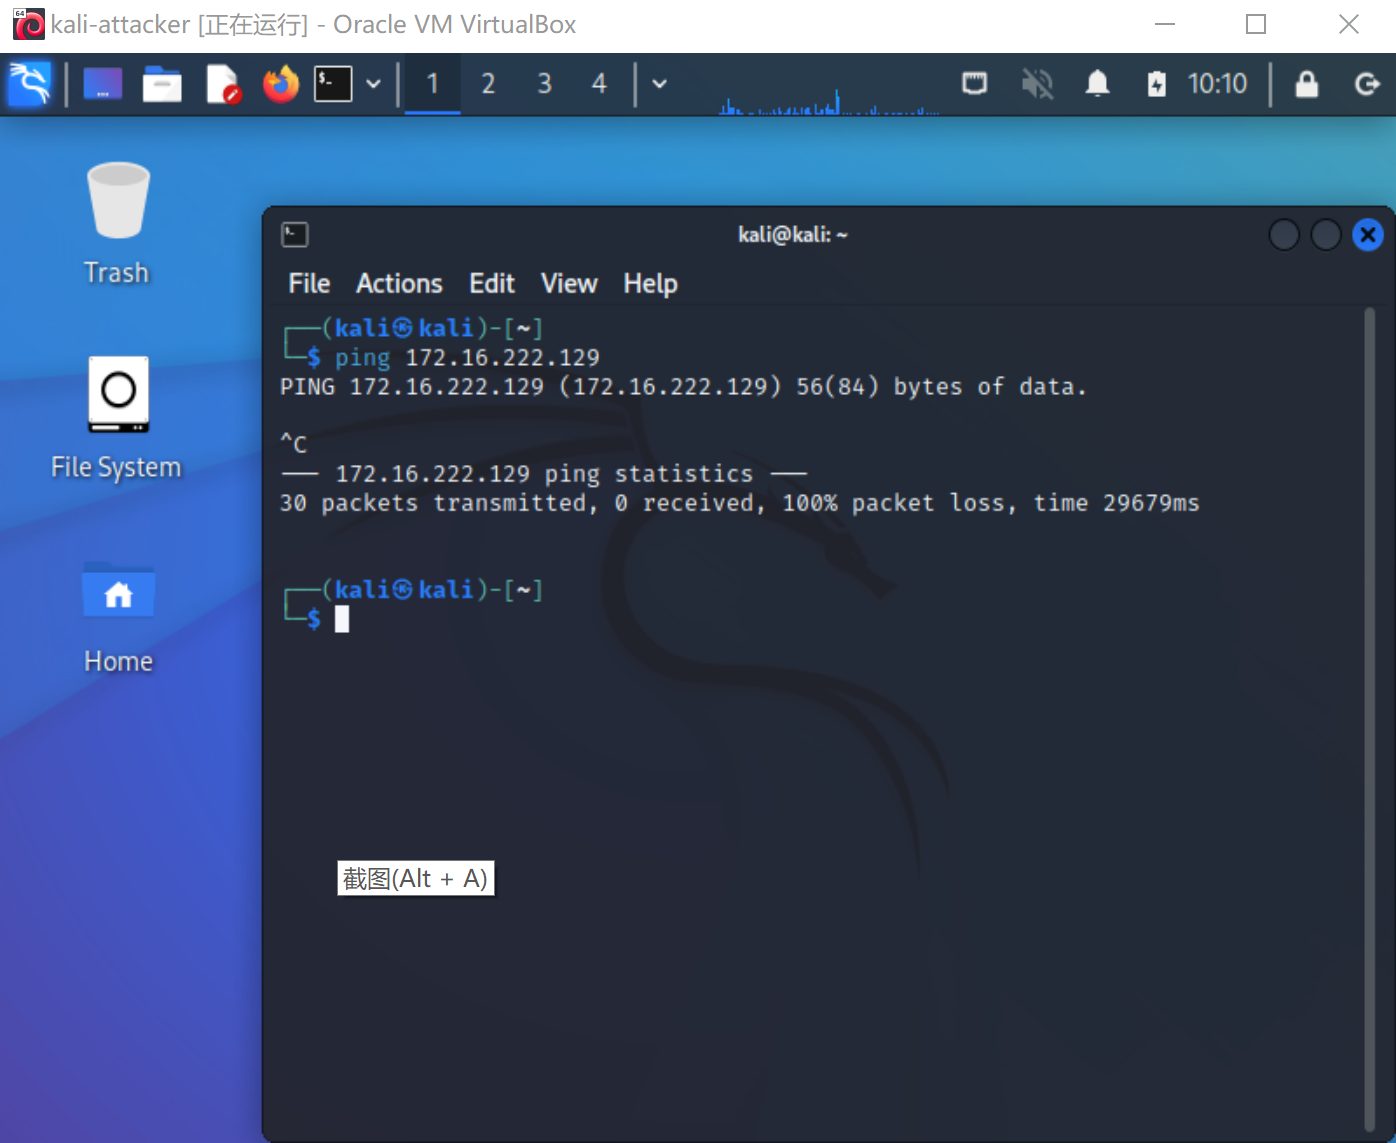 64
kali-attacker [正在运行] - Oracle VM VirtualBox
$_
1 2 3 4
10:10
Trash
File System
Home
$_
kali@kali: ~
File Actions Edit View Help
┌──(kali㉿kali)-[~]
└─$ ping 172.16.222.129
PING 172.16.222.129 (172.16.222.129) 56(84) bytes of data.
^C
─── 172.16.222.129 ping statistics ───
30 packets transmitted, 0 received, 100% packet loss, time 29679ms
┌──(kali㉿kali)-[~]
└─$
截图(Alt + A)